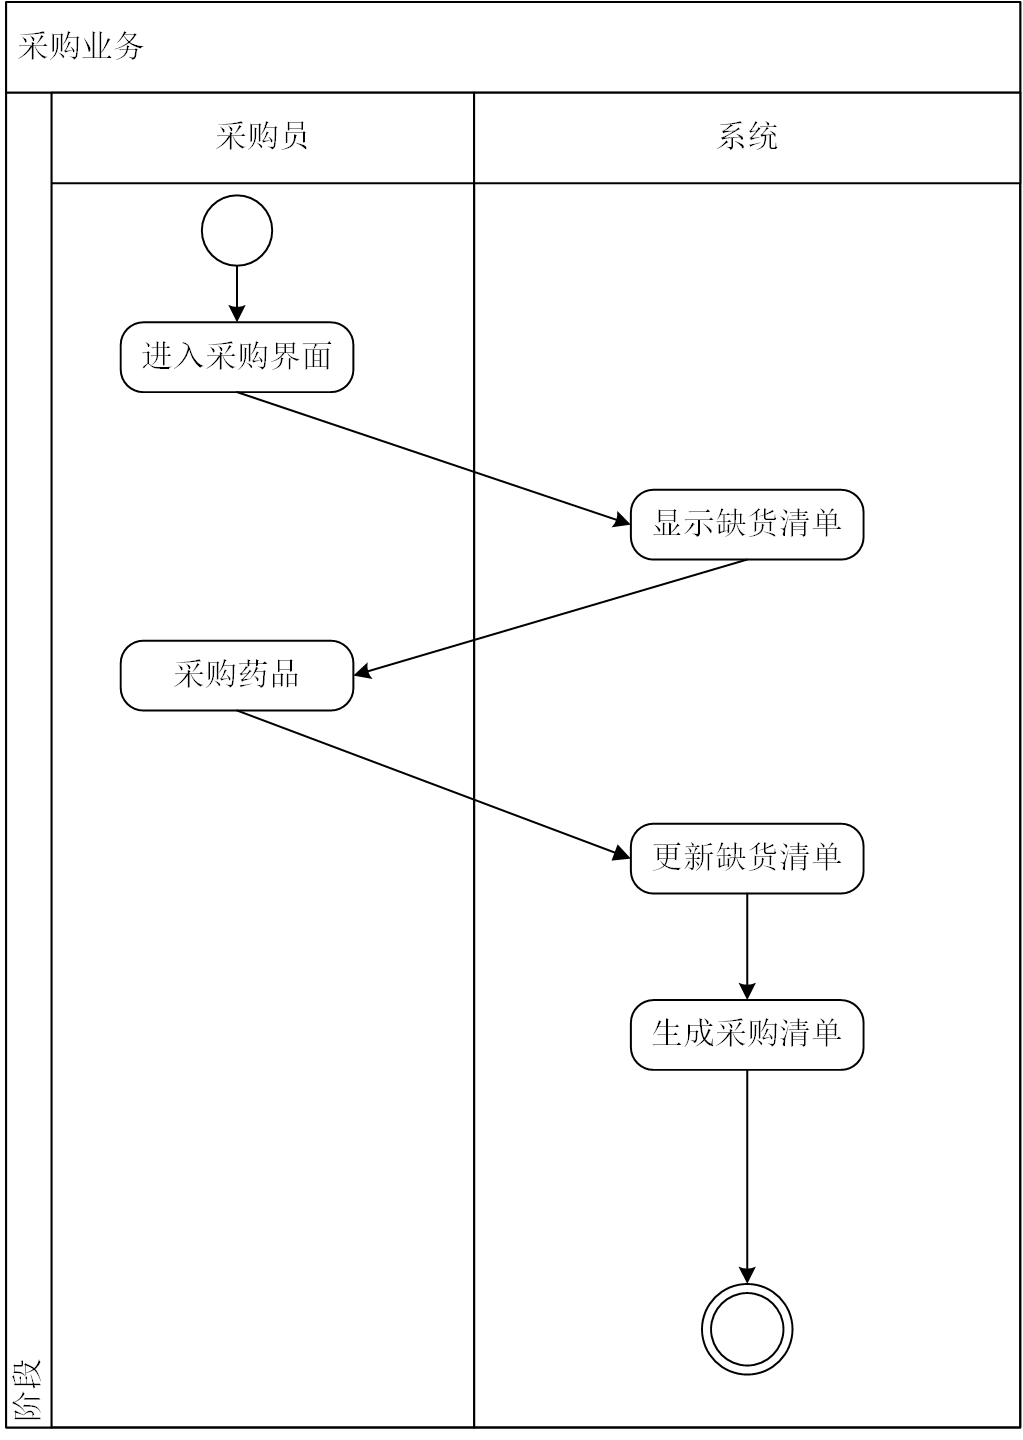 采购业务
采购员
系统
进入采购界面
显示缺货清单
采购药品
更新缺货清单
生成采购清单
阶段